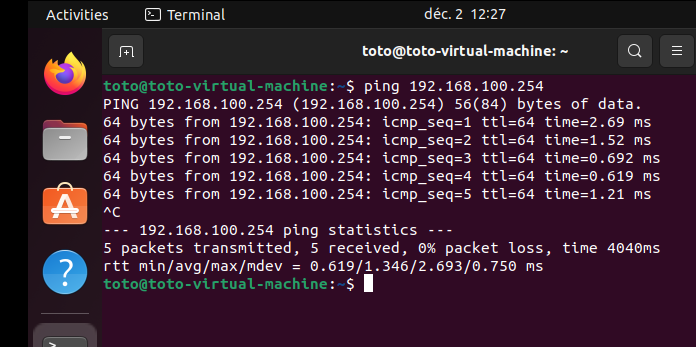 Activities
Terminal
déc. 2 12:27
toto@toto-virtual-machine: ~
toto@toto-virtual-machine:~$ ping 192.168.100.254
PING 192.168.100.254 (192.168.100.254) 56(84) bytes of data.
64 bytes from 192.168.100.254: icmp_seq=1 ttl=64 time=2.69 ms
64 bytes from 192.168.100.254: icmp_seq=2 ttl=64 time=1.52 ms
64 bytes from 192.168.100.254: icmp_seq=3 ttl=64 time=0.692 ms
64 bytes from 192.168.100.254: icmp_seq=4 ttl=64 time=0.619 ms
64 bytes from 192.168.100.254: icmp_seq=5 ttl=64 time=1.21 ms
^C
--- 192.168.100.254 ping statistics ---
5 packets transmitted, 5 received, 0% packet loss, time 4040ms
rtt min/avg/max/mdev = 0.619/1.346/2.693/0.750 ms
toto@toto-virtual-machine:~$